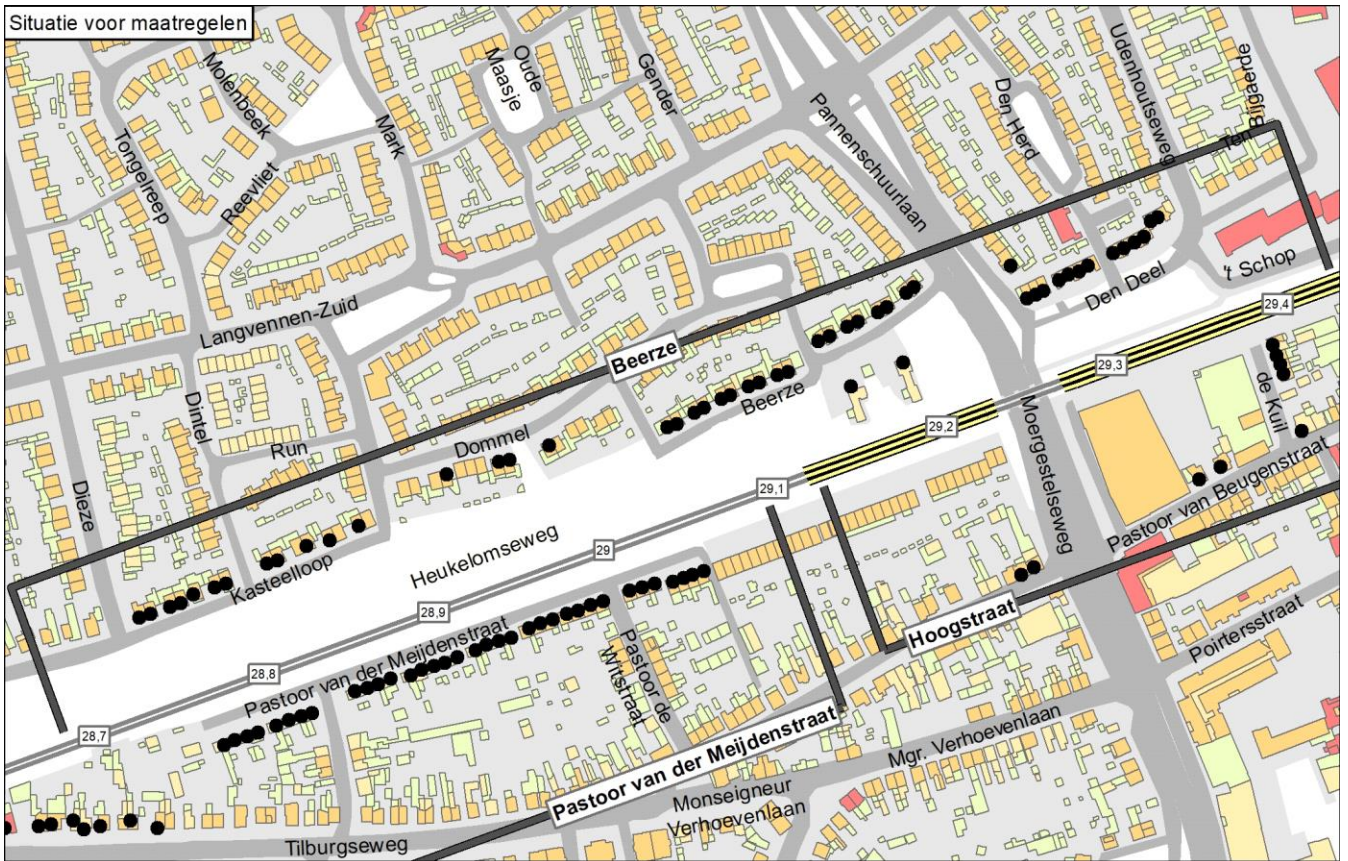 Situatie voor maatregelen
Molenbeek
Tongelreep
Reevliet
Mark
Oude
Maasje
Gender
Pannenschuurlaan
Den Herd
Udenhoutseweg
Ten Bijgaerde
't Schop
Den Deel
Langvennen-Zuid
Beerze
29,4
29,3
de Kuil
Beerze
Dintel
Run
Dommel
29,2
Moergestelseweg
Pastoor van Beugenstraat
Dieze
29,1
Heukelomseweg
29
Kasteelloop
28,9
Hoogstraat
Poirtersstraat
Pastoor van der Meijdenstraat
28,8
Pastoor de
Witstraat
28,7
Pastoor van der Meijdenstraat
Mgr. Verhoevenlaan
Monseigneur
Verhoevenlaan
Tilburgseweg